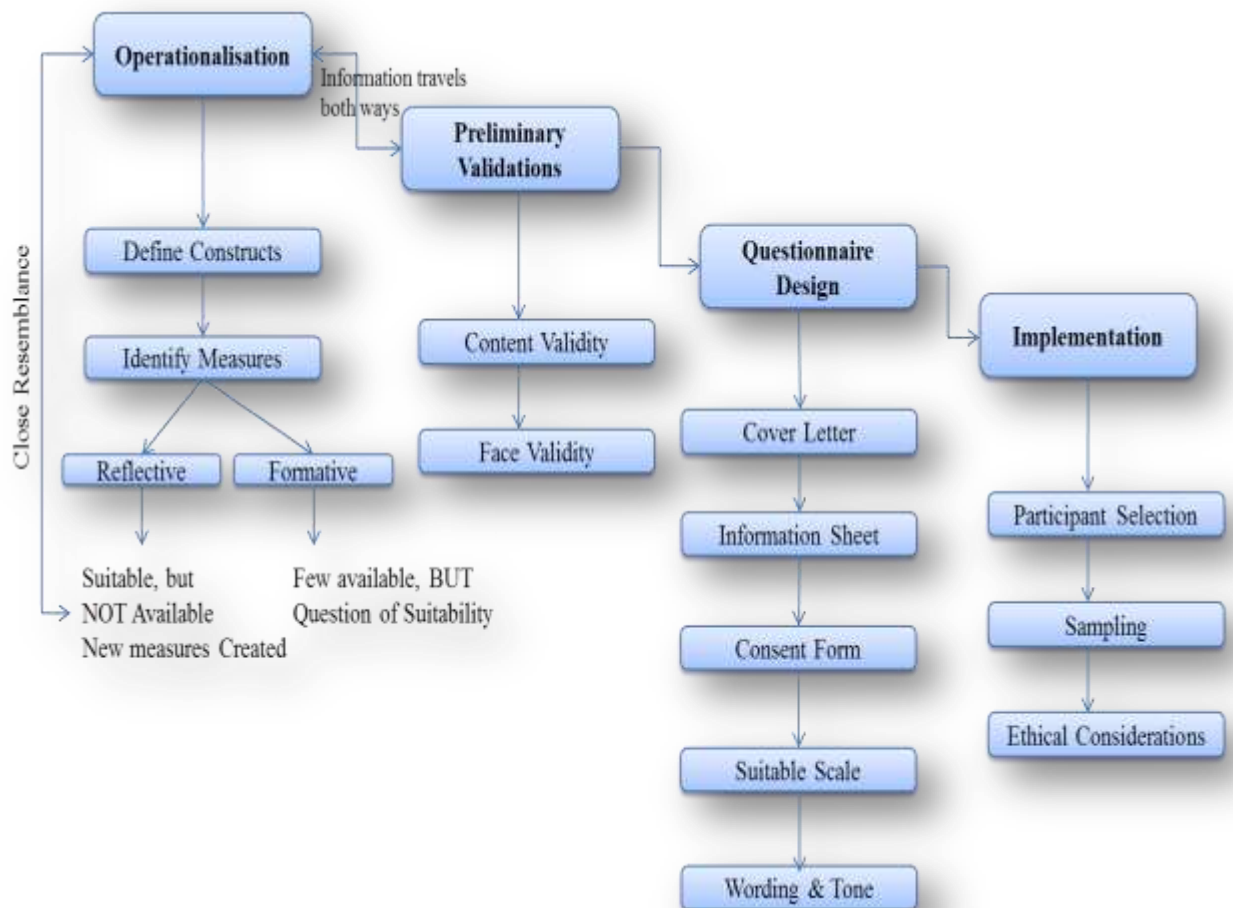 Operationalisation
Information travels
both ways
Preliminary
Validations
Questionnaire
Design
Implementation
Define Constructs
Identify Measures
Reflective
Formative
Suitable, but
NOT Available
New measures Created
Few available, BUT
Question of Suitability
Close Resemblance
Content Validity
Face Validity
Cover Letter
Information Sheet
Consent Form
Suitable Scale
Wording & Tone
Participant Selection
Sampling
Ethical Considerations